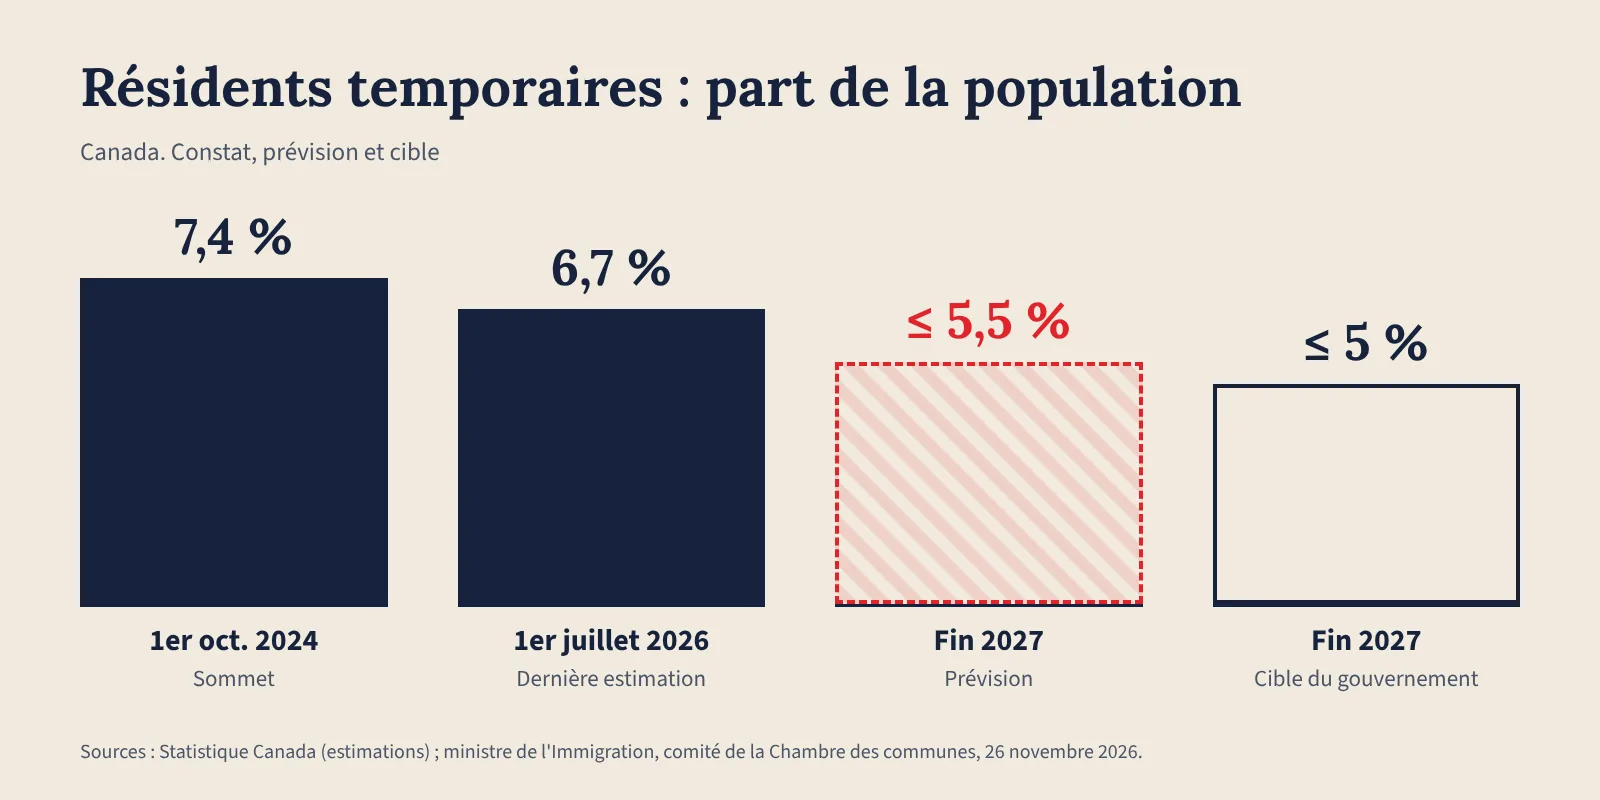 Résidents temporaires : part de la population
Canada. Constat, prévision et cible
7,4 %
6,7 %
≤ 5,5 %
≤ 5 %
1er oct. 2024
Sommet
1er juillet 2026
Dernière estimation
Fin 2027
Prévision
Fin 2027
Cible du gouvernement
Sources : Statistique Canada (estimations) ; ministre de l'Immigration, comité de la Chambre des communes, 26 novembre 2026.